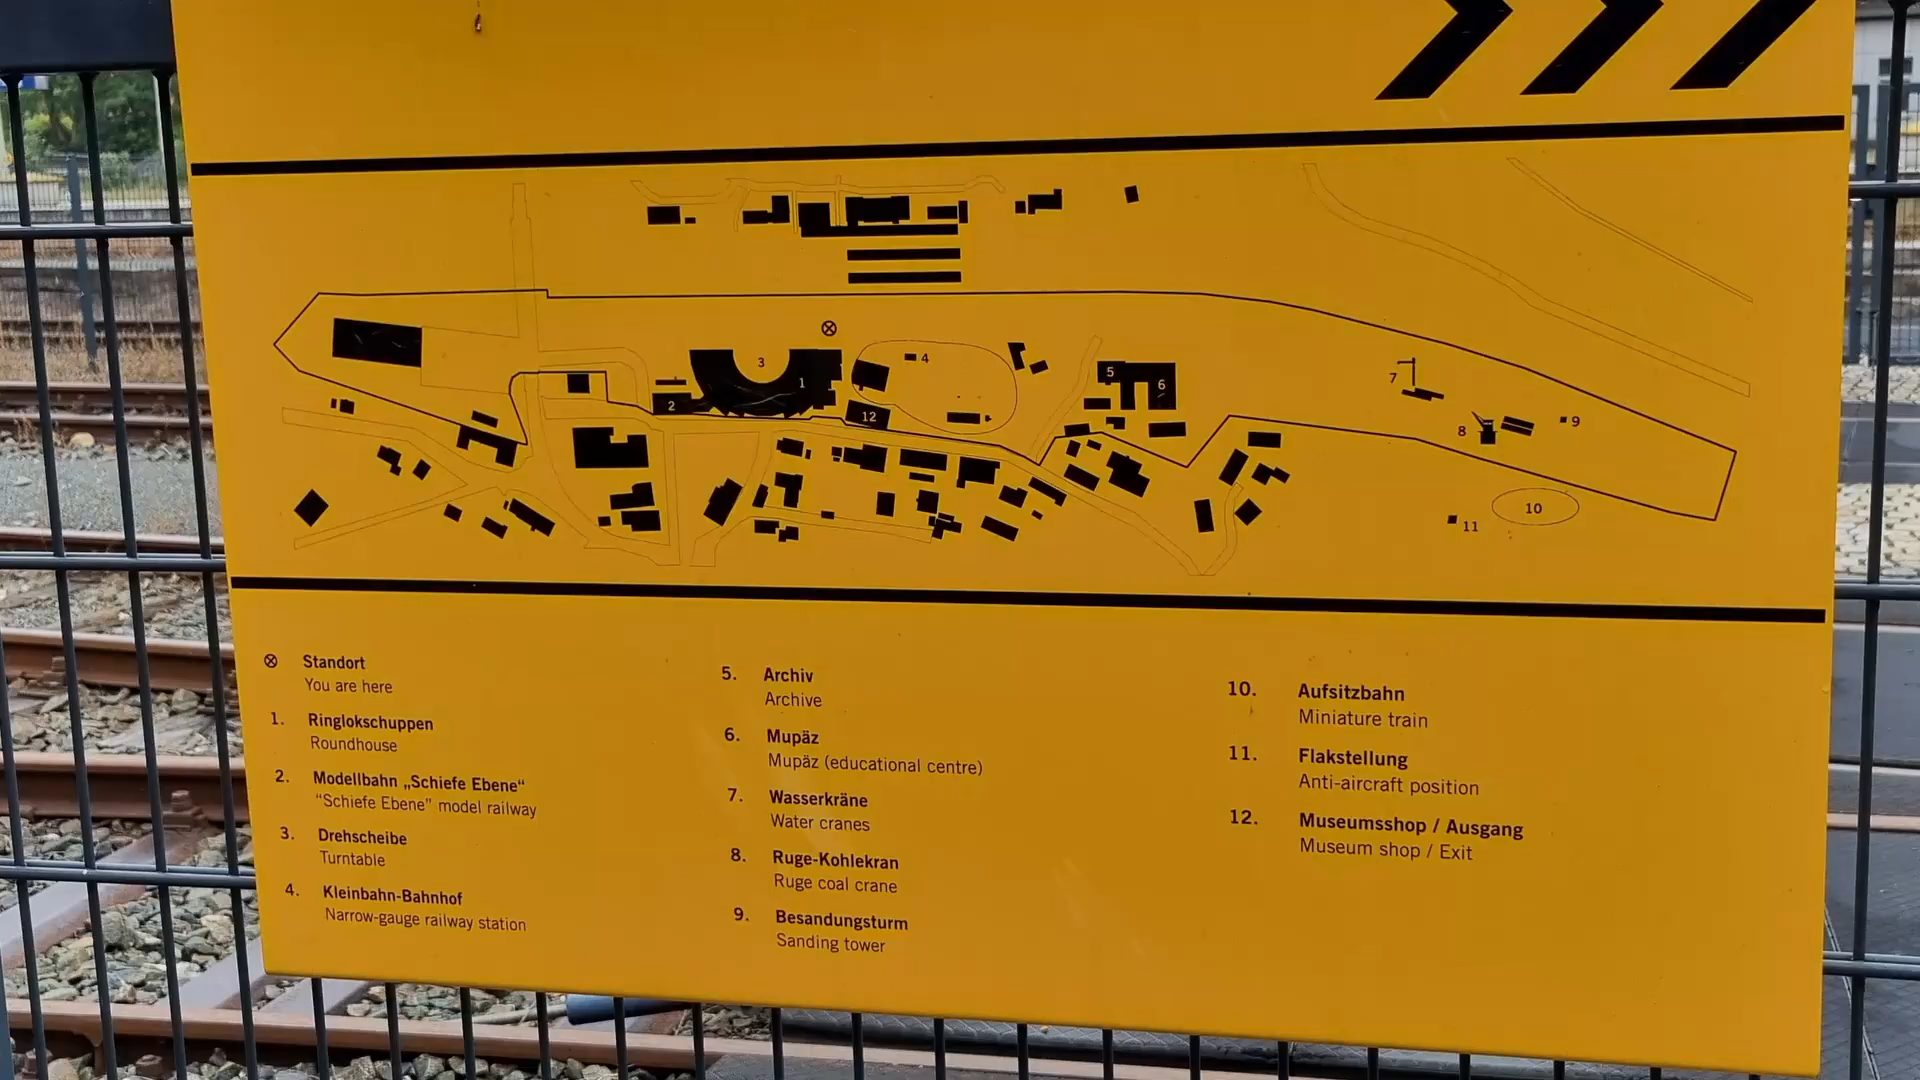 3
4
1
2
12
5
6
7
8
9
10
11
⊗ Standort
You are here
1. Ringlokschuppen
Roundhouse
2. Modellbahn „Schiefe Ebene“
“Schiefe Ebene” model railway
3. Drehscheibe
Turntable
4. Kleinbahn-Bahnhof
Narrow-gauge railway station
5. Archiv
Archive
6. Mupäz
Mupäz (educational centre)
7. Wasserkräne
Water cranes
8. Ruge-Kohlekran
Ruge coal crane
9. Besandungsturm
Sanding tower
10. Aufsitzbahn
Miniature train
11. Flakstellung
Anti-aircraft position
12. Museumsshop / Ausgang
Museum shop / Exit